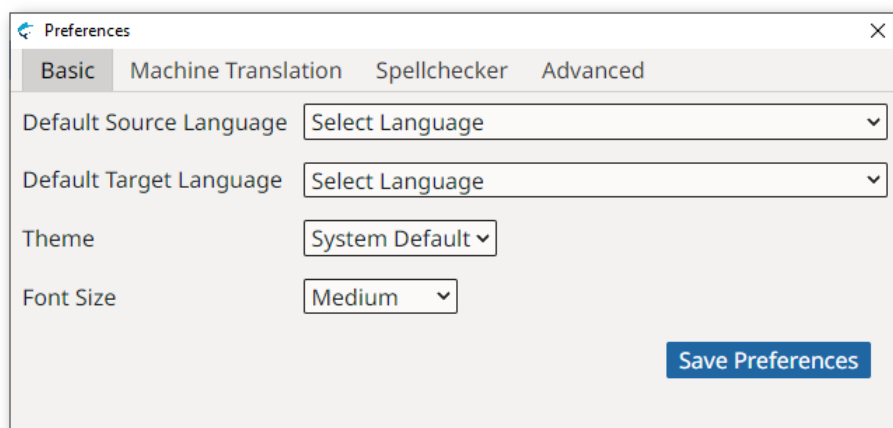 Preferences
Basic Machine Translation Spellchecker Advanced
Default Source Language Select Language
Default Target Language Select Language
Theme System Default
Font Size Medium
Save Preferences